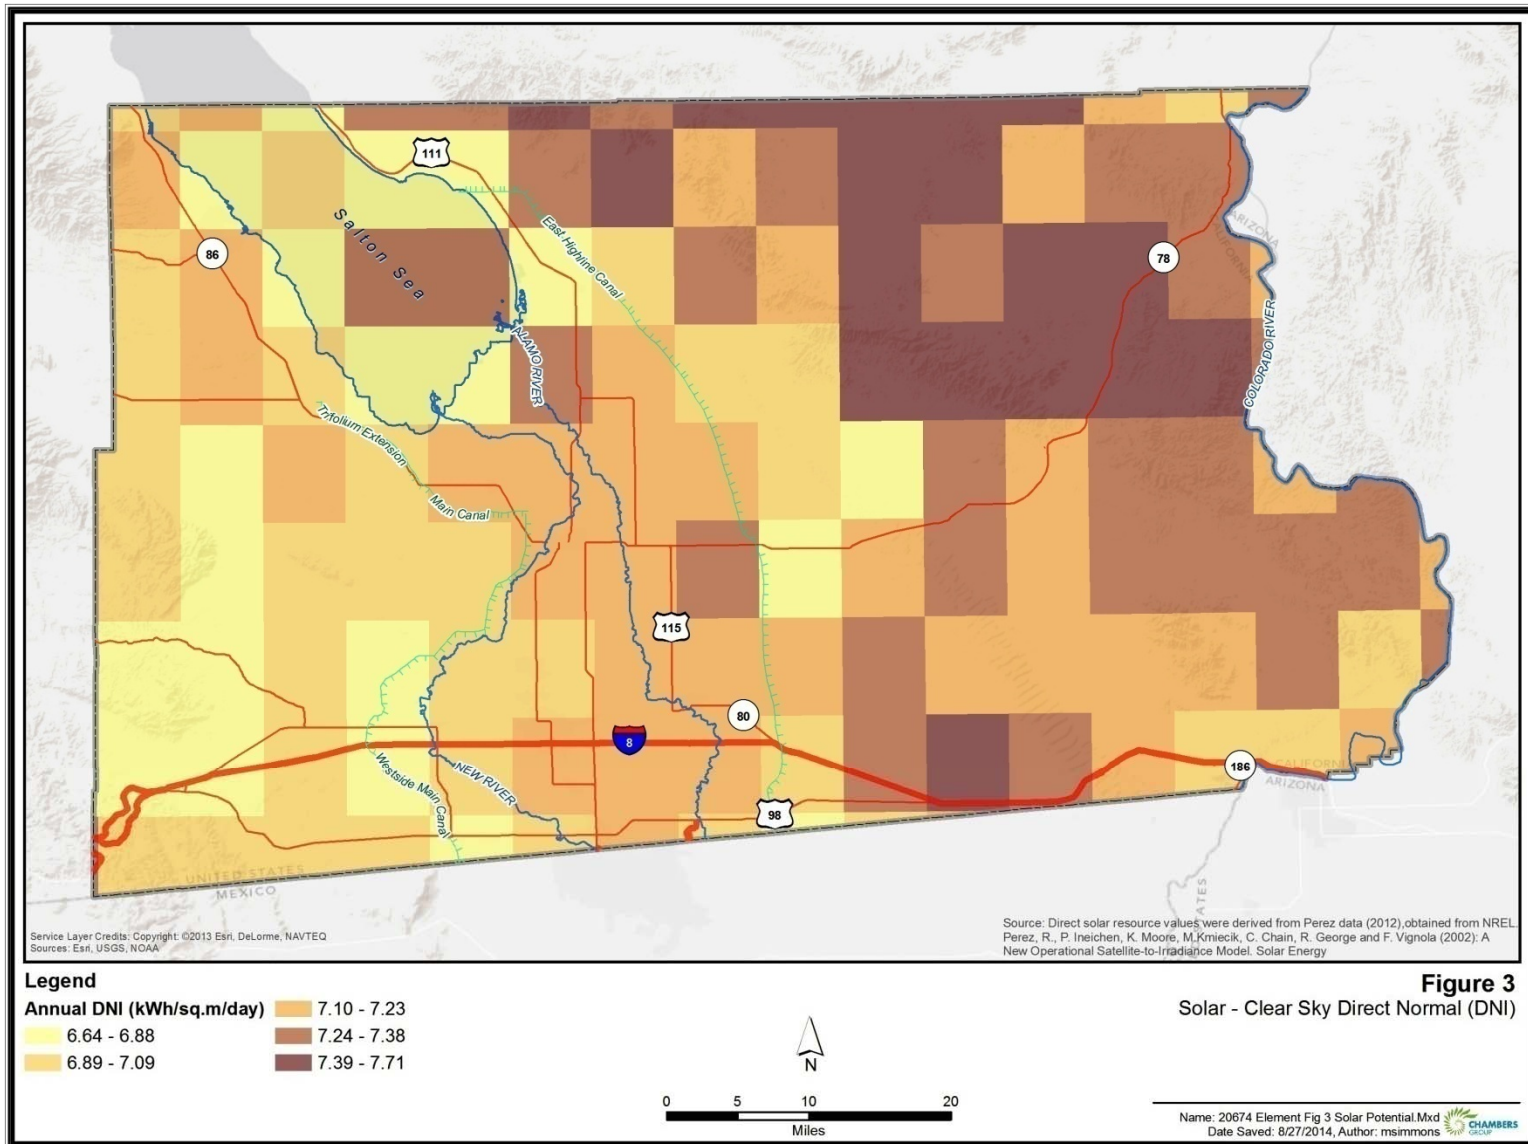 111
Salton Sea
East Highline Canal
86
78
ARIZONA
CALIFORNIA
COLORADO RIVER
ALAMO RIVER
Trifolium Extension
Main Canal
115
80
8
Westside Main Canal
NEW RIVER
98
186
CALIFORNIA
ARIZONA
UNITED STATES
MEXICO
Service Layer Credits: Copyright: ©2013 Esri, DeLorme, NAVTEQ
Sources: Esri, USGS, NOAA
Source: Direct solar resource values were derived from Perez data (2012),obtained from NREL.
Perez, R., P. Ineichen, K. Moore, M.Kmiecik, C. Chain, R. George and F. Vignola (2002): A
New Operational Satellite-to-Irradiance Model. Solar Energy
Legend
Annual DNI (kWh/sq.m/day)
6.64 - 6.88
6.89 - 7.09
7.10 - 7.23
7.24 - 7.38
7.39 - 7.71
N
0 5 10 20
Miles
Figure 3
Solar - Clear Sky Direct Normal (DNI)
Name: 20674 Element Fig 3 Solar Potential.Mxd
Date Saved: 8/27/2014, Author: msimmons
CHAMBERS
GROUP